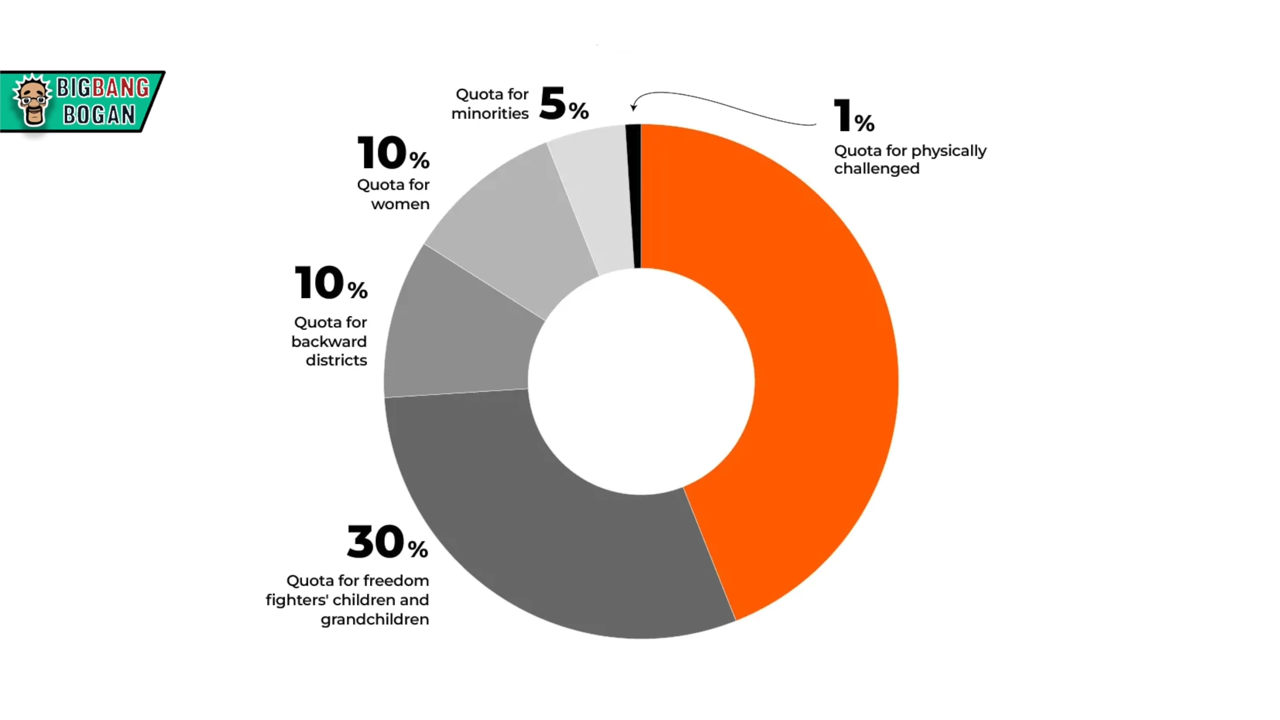 BIGBANG
BOGAN
Quota for
minorities
5%
1%
Quota for physically
challenged
10%
Quota for
women
10%
Quota for
backward
districts
30%
Quota for freedom
fighters' children and
grandchildren